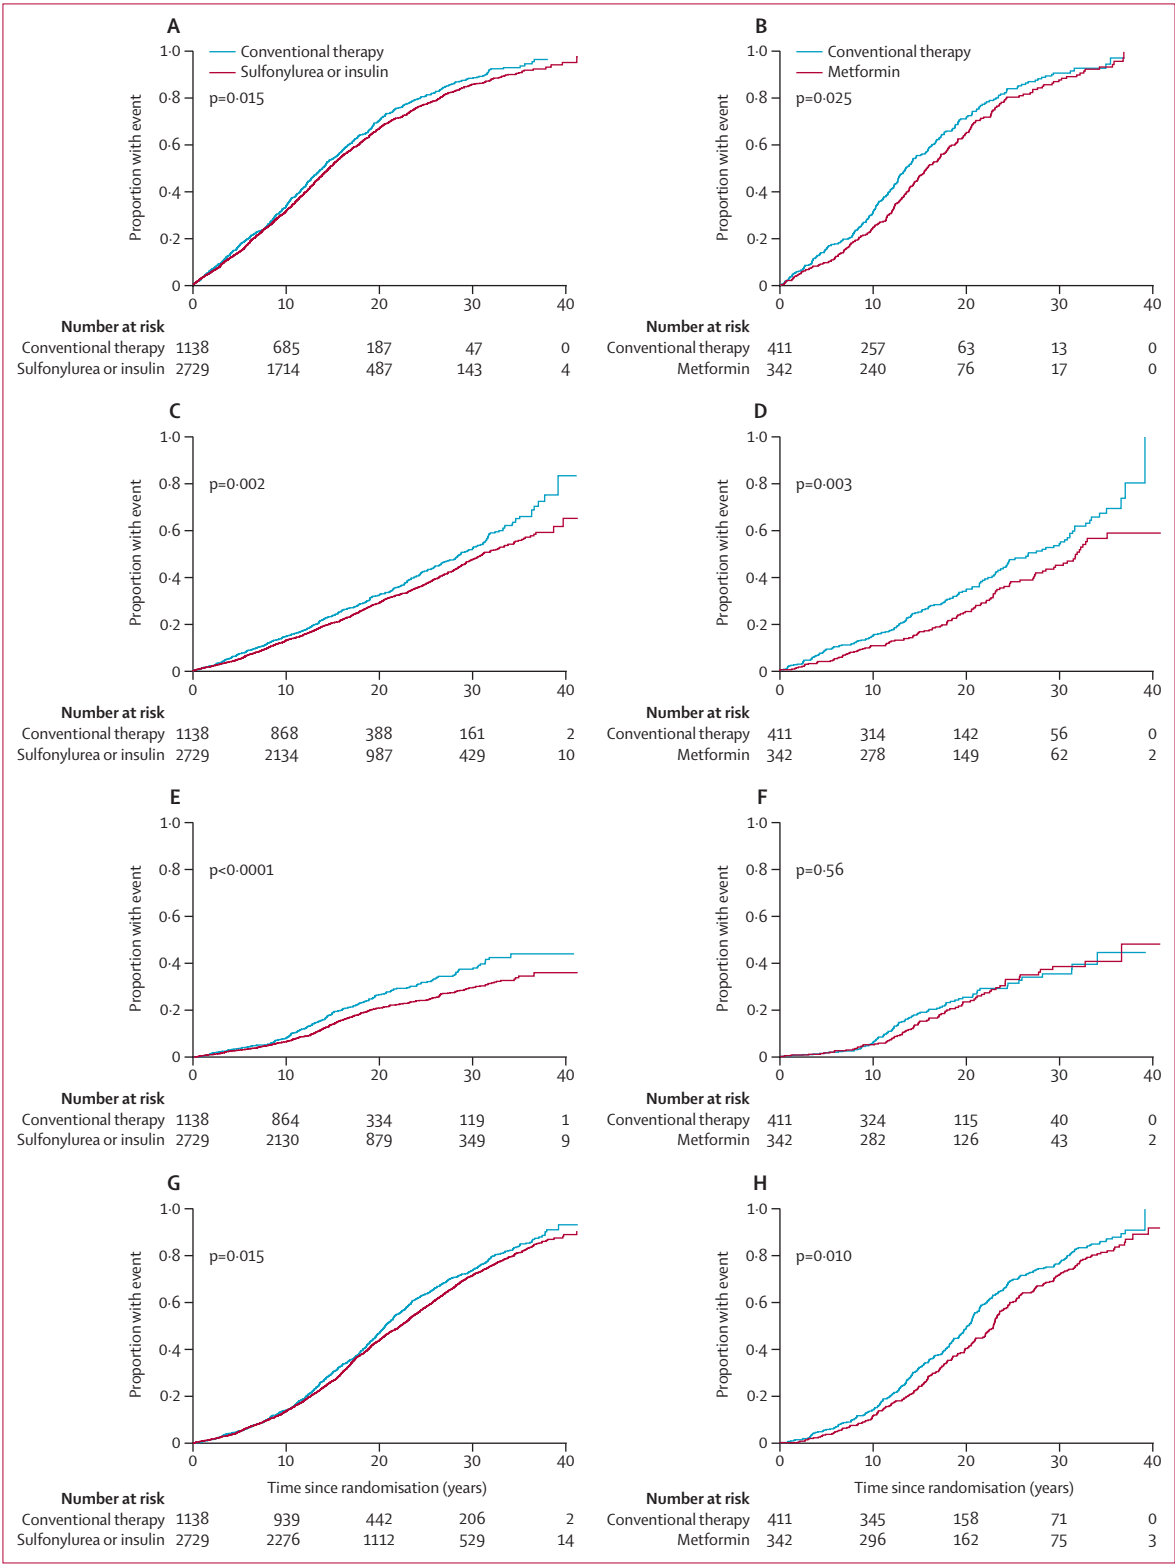 A
Conventional therapy
Sulfonylurea or insulin
p=0·015
Proportion with event
1·0
0·8
0·6
0·4
0·2
0
0 10 20 30 40
Number at risk
Conventional therapy 1138 685 187 47 0
Sulfonylurea or insulin 2729 1714 487 143 4
B
Conventional therapy
Metformin
p=0·025
Proportion with event
1·0
0·8
0·6
0·4
0·2
0
0 10 20 30 40
Number at risk
Conventional therapy 411 257 63 13 0
Metformin 342 240 76 17 0
C
p=0·002
Proportion with event
1·0
0·8
0·6
0·4
0·2
0
0 10 20 30 40
Number at risk
Conventional therapy 1138 868 388 161 2
Sulfonylurea or insulin 2729 2134 987 429 10
D
p=0·003
Proportion with event
1·0
0·8
0·6
0·4
0·2
0
0 10 20 30 40
Number at risk
Conventional therapy 411 314 142 56 0
Metformin 342 278 149 62 2
E
p<0·0001
Proportion with event
1·0
0·8
0·6
0·4
0·2
0
0 10 20 30 40
Number at risk
Conventional therapy 1138 864 334 119 1
Sulfonylurea or insulin 2729 2130 879 349 9
F
p=0·56
Proportion with event
1·0
0·8
0·6
0·4
0·2
0
0 10 20 30 40
Number at risk
Conventional therapy 411 324 115 40 0
Metformin 342 282 126 43 2
G
p=0·015
Proportion with event
1·0
0·8
0·6
0·4
0·2
0
0 10 20 30 40
Time since randomisation (years)
Number at risk
Conventional therapy 1138 939 442 206 2
Sulfonylurea or insulin 2729 2276 1112 529 14
H
p=0·010
Proportion with event
1·0
0·8
0·6
0·4
0·2
0
0 10 20 30 40
Time since randomisation (years)
Number at risk
Conventional therapy 411 345 158 71 0
Metformin 342 296 162 75 3